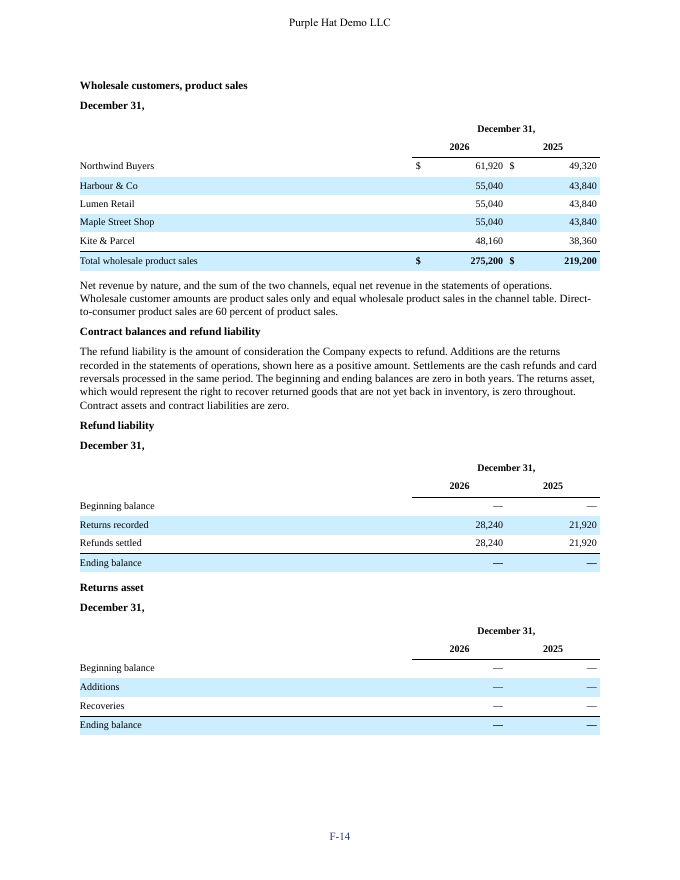 Purple Hat Demo LLC
Wholesale customers, product sales
December 31,
December 31,
2026 2025
Northwind Buyers $ 61,920 $ 49,320
Harbour & Co 55,040 43,840
Lumen Retail 55,040 43,840
Maple Street Shop 55,040 43,840
Kite & Parcel 48,160 38,360
Total wholesale product sales $ 275,200 $ 219,200
Net revenue by nature, and the sum of the two channels, equal net revenue in the statements of operations.
Wholesale customer amounts are product sales only and equal wholesale product sales in the channel table. Direct-
to-consumer product sales are 60 percent of product sales.
Contract balances and refund liability
The refund liability is the amount of consideration the Company expects to refund. Additions are the returns
recorded in the statements of operations, shown here as a positive amount. Settlements are the cash refunds and card
reversals processed in the same period. The beginning and ending balances are zero in both years. The returns asset,
which would represent the right to recover returned goods that are not yet back in inventory, is zero throughout.
Contract assets and contract liabilities are zero.
Refund liability
December 31,
December 31,
2026 2025
Beginning balance — —
Returns recorded 28,240 21,920
Refunds settled 28,240 21,920
Ending balance — —
Returns asset
December 31,
December 31,
2026 2025
Beginning balance — —
Additions — —
Recoveries — —
Ending balance — —
F-14